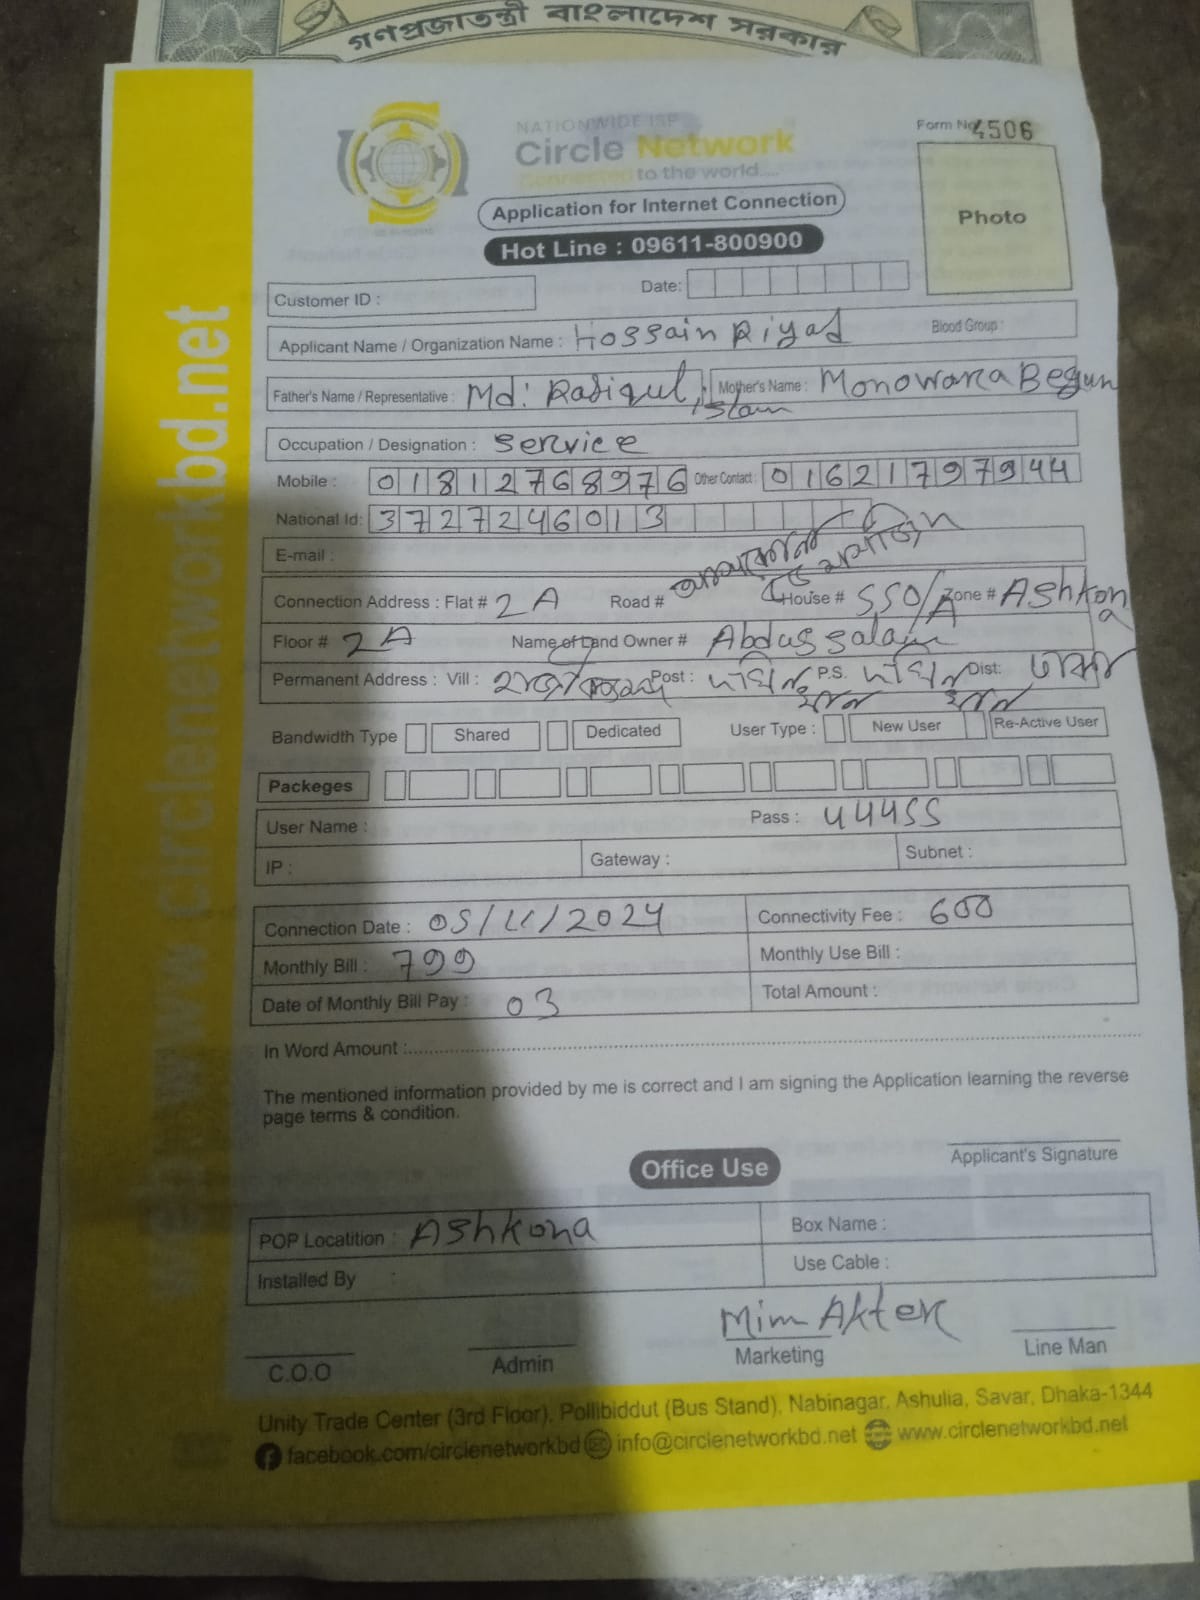 গণপ্রজাতন্ত্রী বাংলাদেশ সরকার
NATIONWIDE ISP
Circle Network
Connected to the world....
Form No 4506
Photo
Application for Internet Connection
Hot Line : 09611-800900
Customer ID :
Date:
Applicant Name / Organization Name : Hossain Riyad Blood Group :
Father's Name / Representative : Md: Rafiqul Islam Mother's Name : Monowara Begum
Occupation / Designation : Service
Mobile : 01812768976 Other Contact : 01621797944
National Id: 3727246013
E-mail :
Connection Address : Flat # 2A Road # House # 550/A Zone # Ashkona
Floor # 2A Name of Land Owner # Abdus salam
Permanent Address : Vill : Post : P.S. Dist:
Bandwidth Type Shared Dedicated User Type : New User Re-Active User
Packeges
User Name : Pass : 44455
IP : Gateway : Subnet :
Connection Date : 05/11/2024 Connectivity Fee : 600
Monthly Bill : 799 Monthly Use Bill :
Date of Monthly Bill Pay : 03 Total Amount :
In Word Amount :
The mentioned information provided by me is correct and I am signing the Application learning the reverse
page terms & condition.
Applicant's Signature
Office Use
POP Locatition : Ashkona Box Name :
Installed By : Use Cable :
Mim Akter
C.O.O Admin Marketing Line Man
Unity Trade Center (3rd Floor), Pollibiddut (Bus Stand), Nabinagar, Ashulia, Savar, Dhaka-1344
facebook.com/circlenetworkbd info@circlenetworkbd.net www.circlenetworkbd.net
www.circlenetworkbd.net